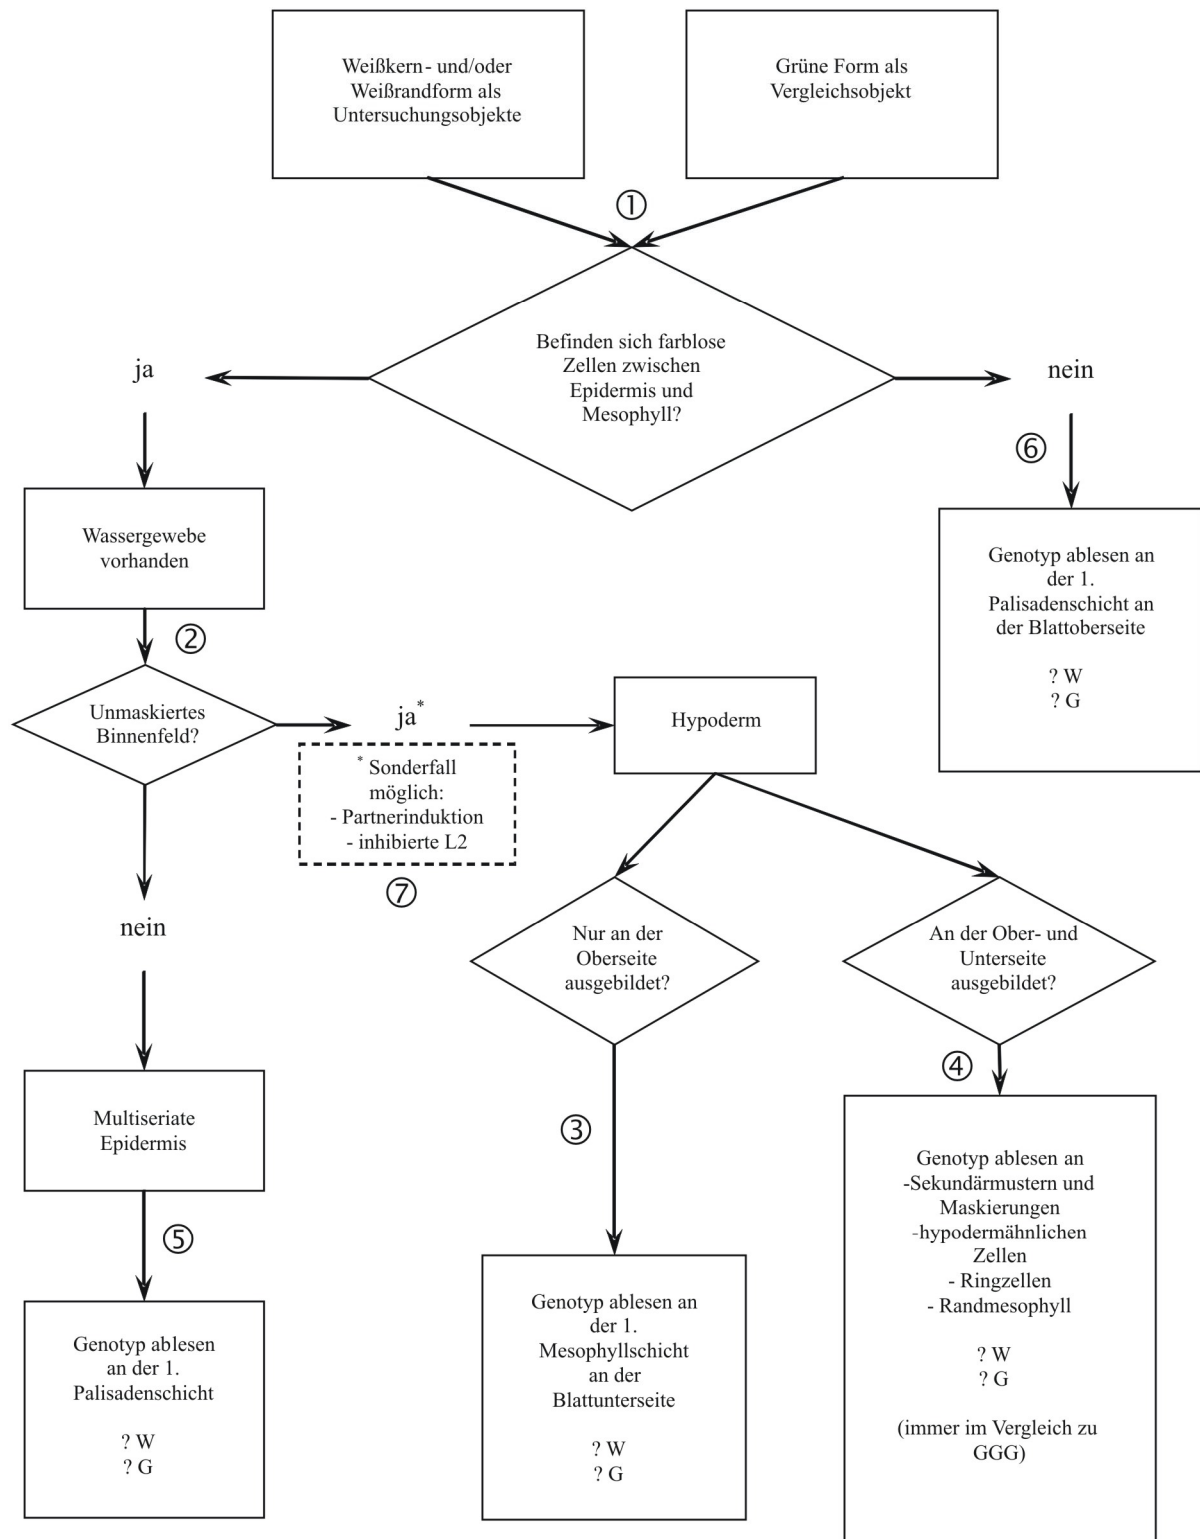 Weißkern- und/oder
Weißrandform als
Untersuchungsobjekte
Grüne Form als
Vergleichsobjekt
①
Befinden sich farblose
Zellen zwischen
Epidermis und
Mesophyll?
ja
nein
⑥
Wassergewebe
vorhanden
Genotyp ablesen an
der 1.
Palisadenschicht an
der Blattoberseite
? W
? G
②
Unmaskiertes
Binnenfeld?
ja*
* Sonderfall
möglich:
- Partnerinduktion
- inhibierte L2
⑦
Hypoderm
nein
Nur an der
Oberseite
ausgebildet?
An der Ober- und
Unterseite
ausgebildet?
③
④
Multiseriate
Epidermis
⑤
Genotyp ablesen
an der 1.
Palisadenschicht
? W
? G
Genotyp ablesen an
der 1.
Mesophyllschicht
an der
Blattunterseite
? W
? G
Genotyp ablesen an
-Sekundärmustern und
Maskierungen
-hypodermähnlichen
Zellen
- Ringzellen
- Randmesophyll
? W
? G
(immer im Vergleich zu
GGG)